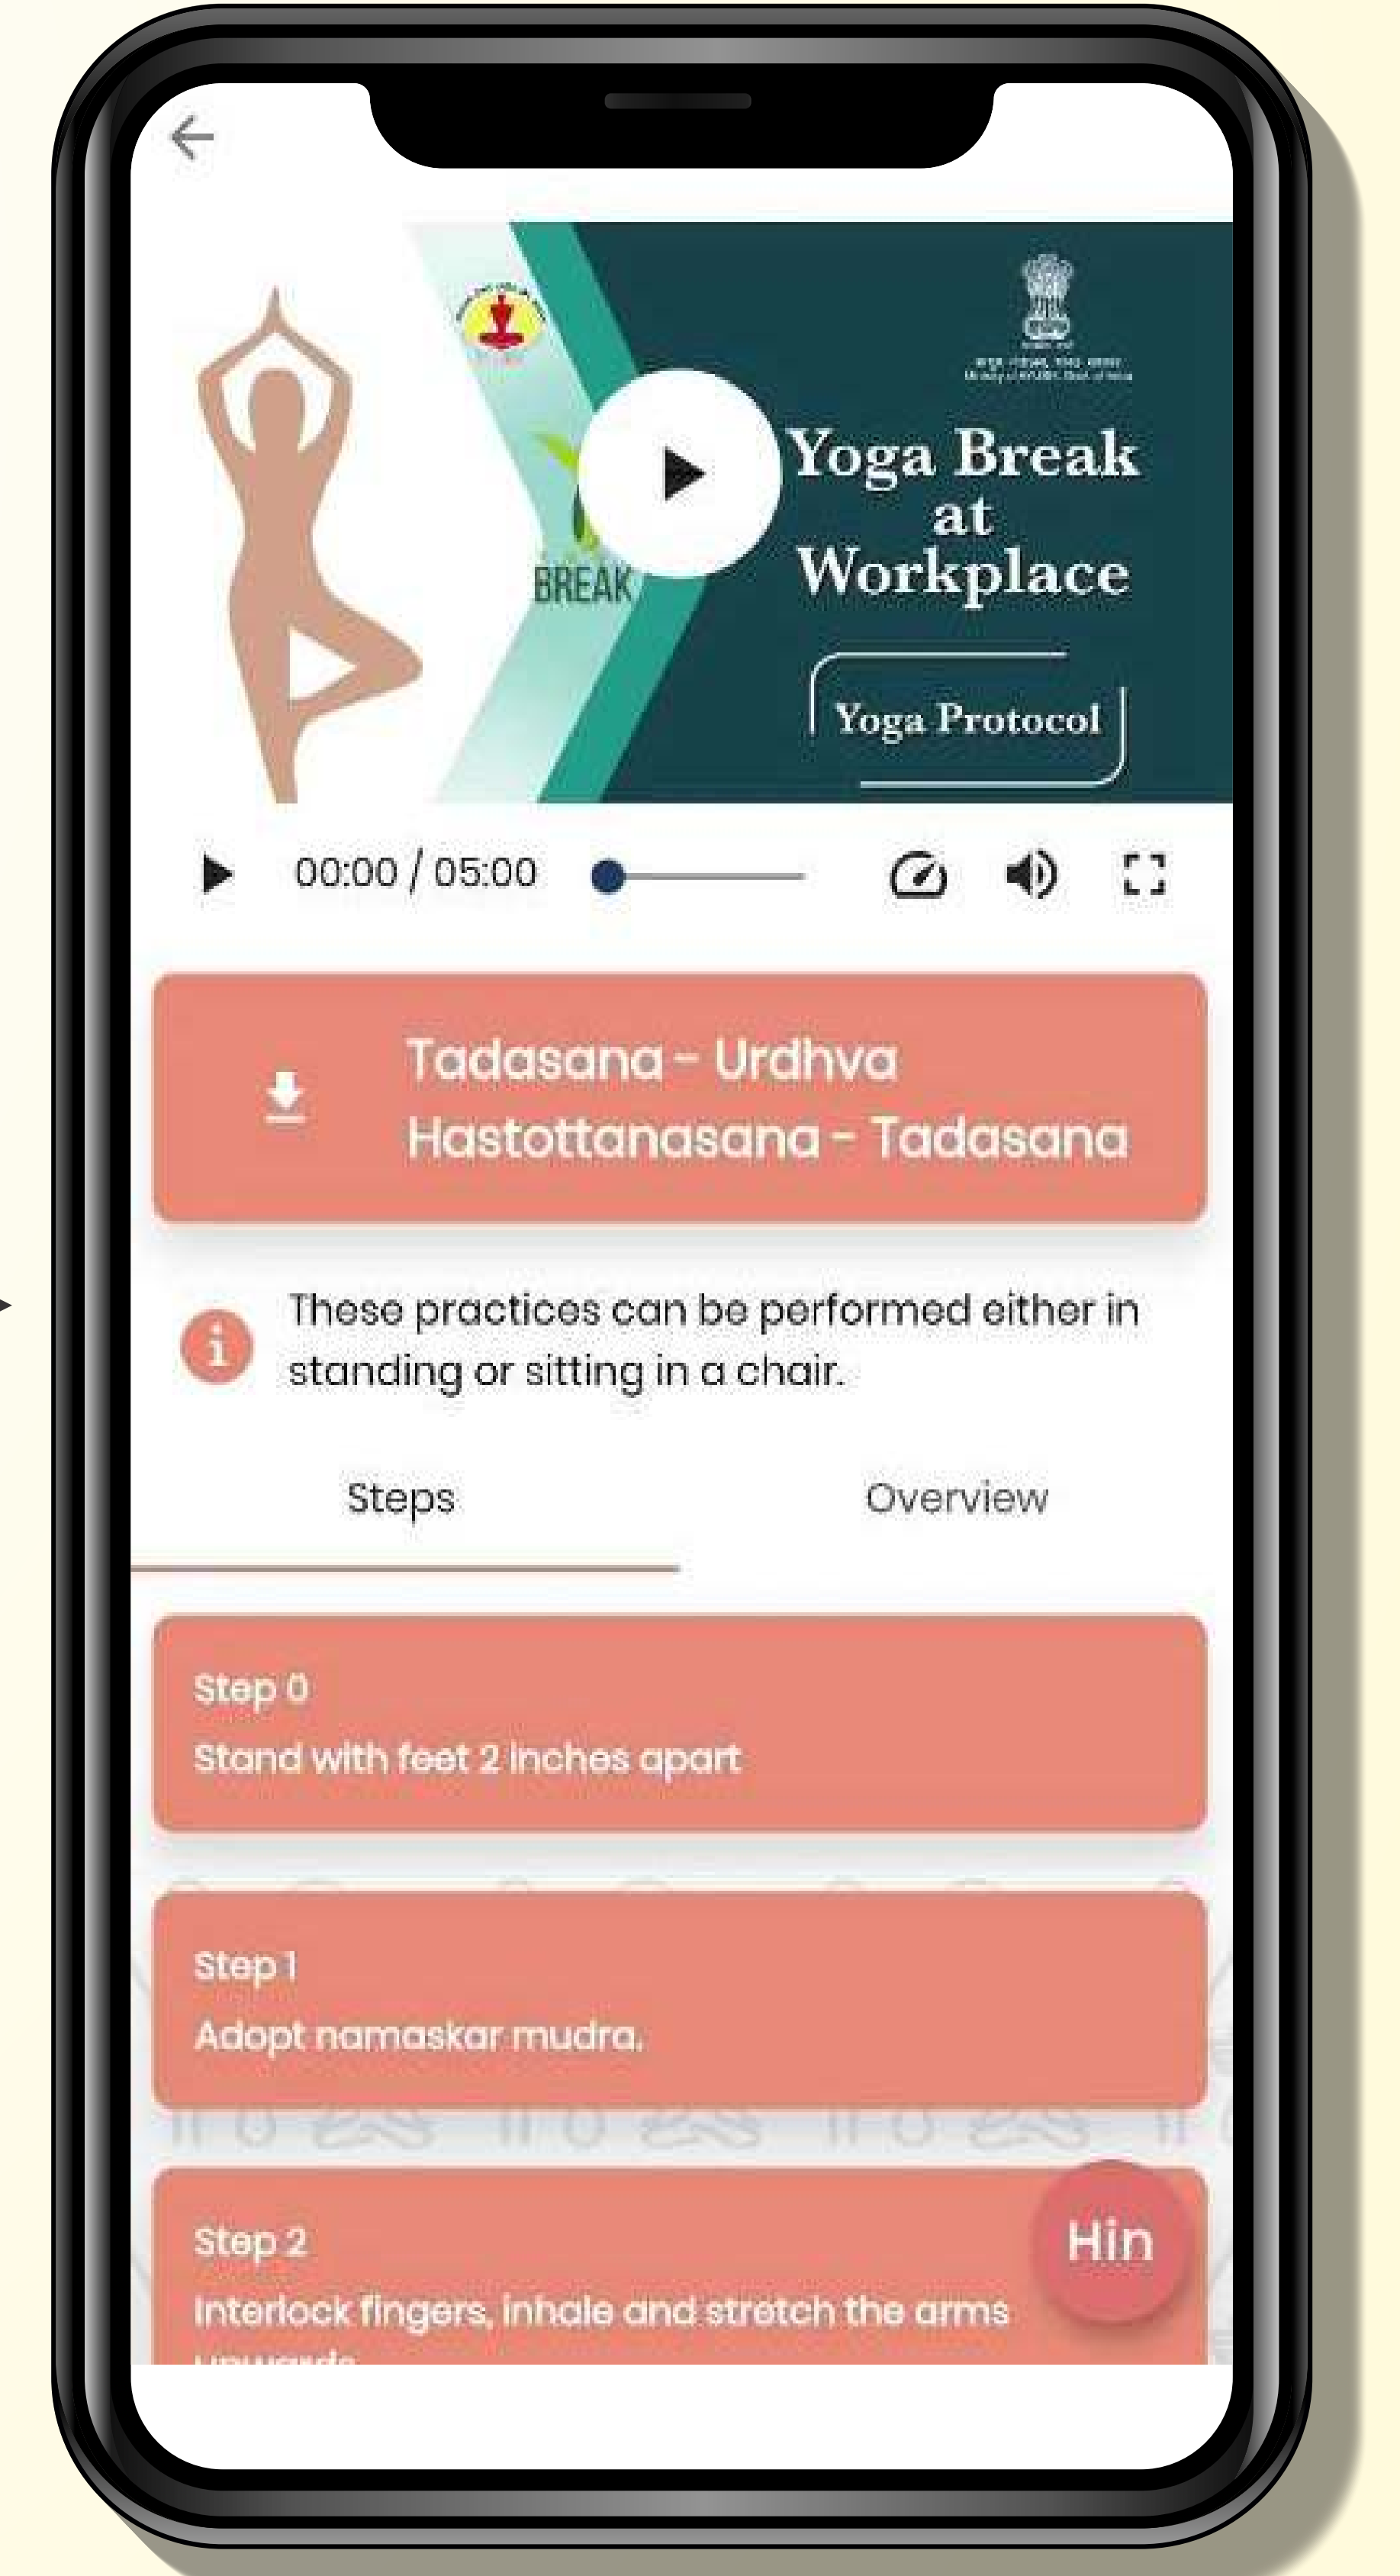 Yoga Break
at
Workplace
BREAK
Yoga Protocol
00:00 / 05:00
Tadasana - Urdhva
Hastottanasana - Tadasana
i
These practices can be performed either in
standing or sitting in a chair.
Steps
Overview
Step 0
Stand with feet 2 inches apart
Step 1
Adopt namaskar mudra.
Step 2
Hin
Interlock fingers, inhale and stretch the arms